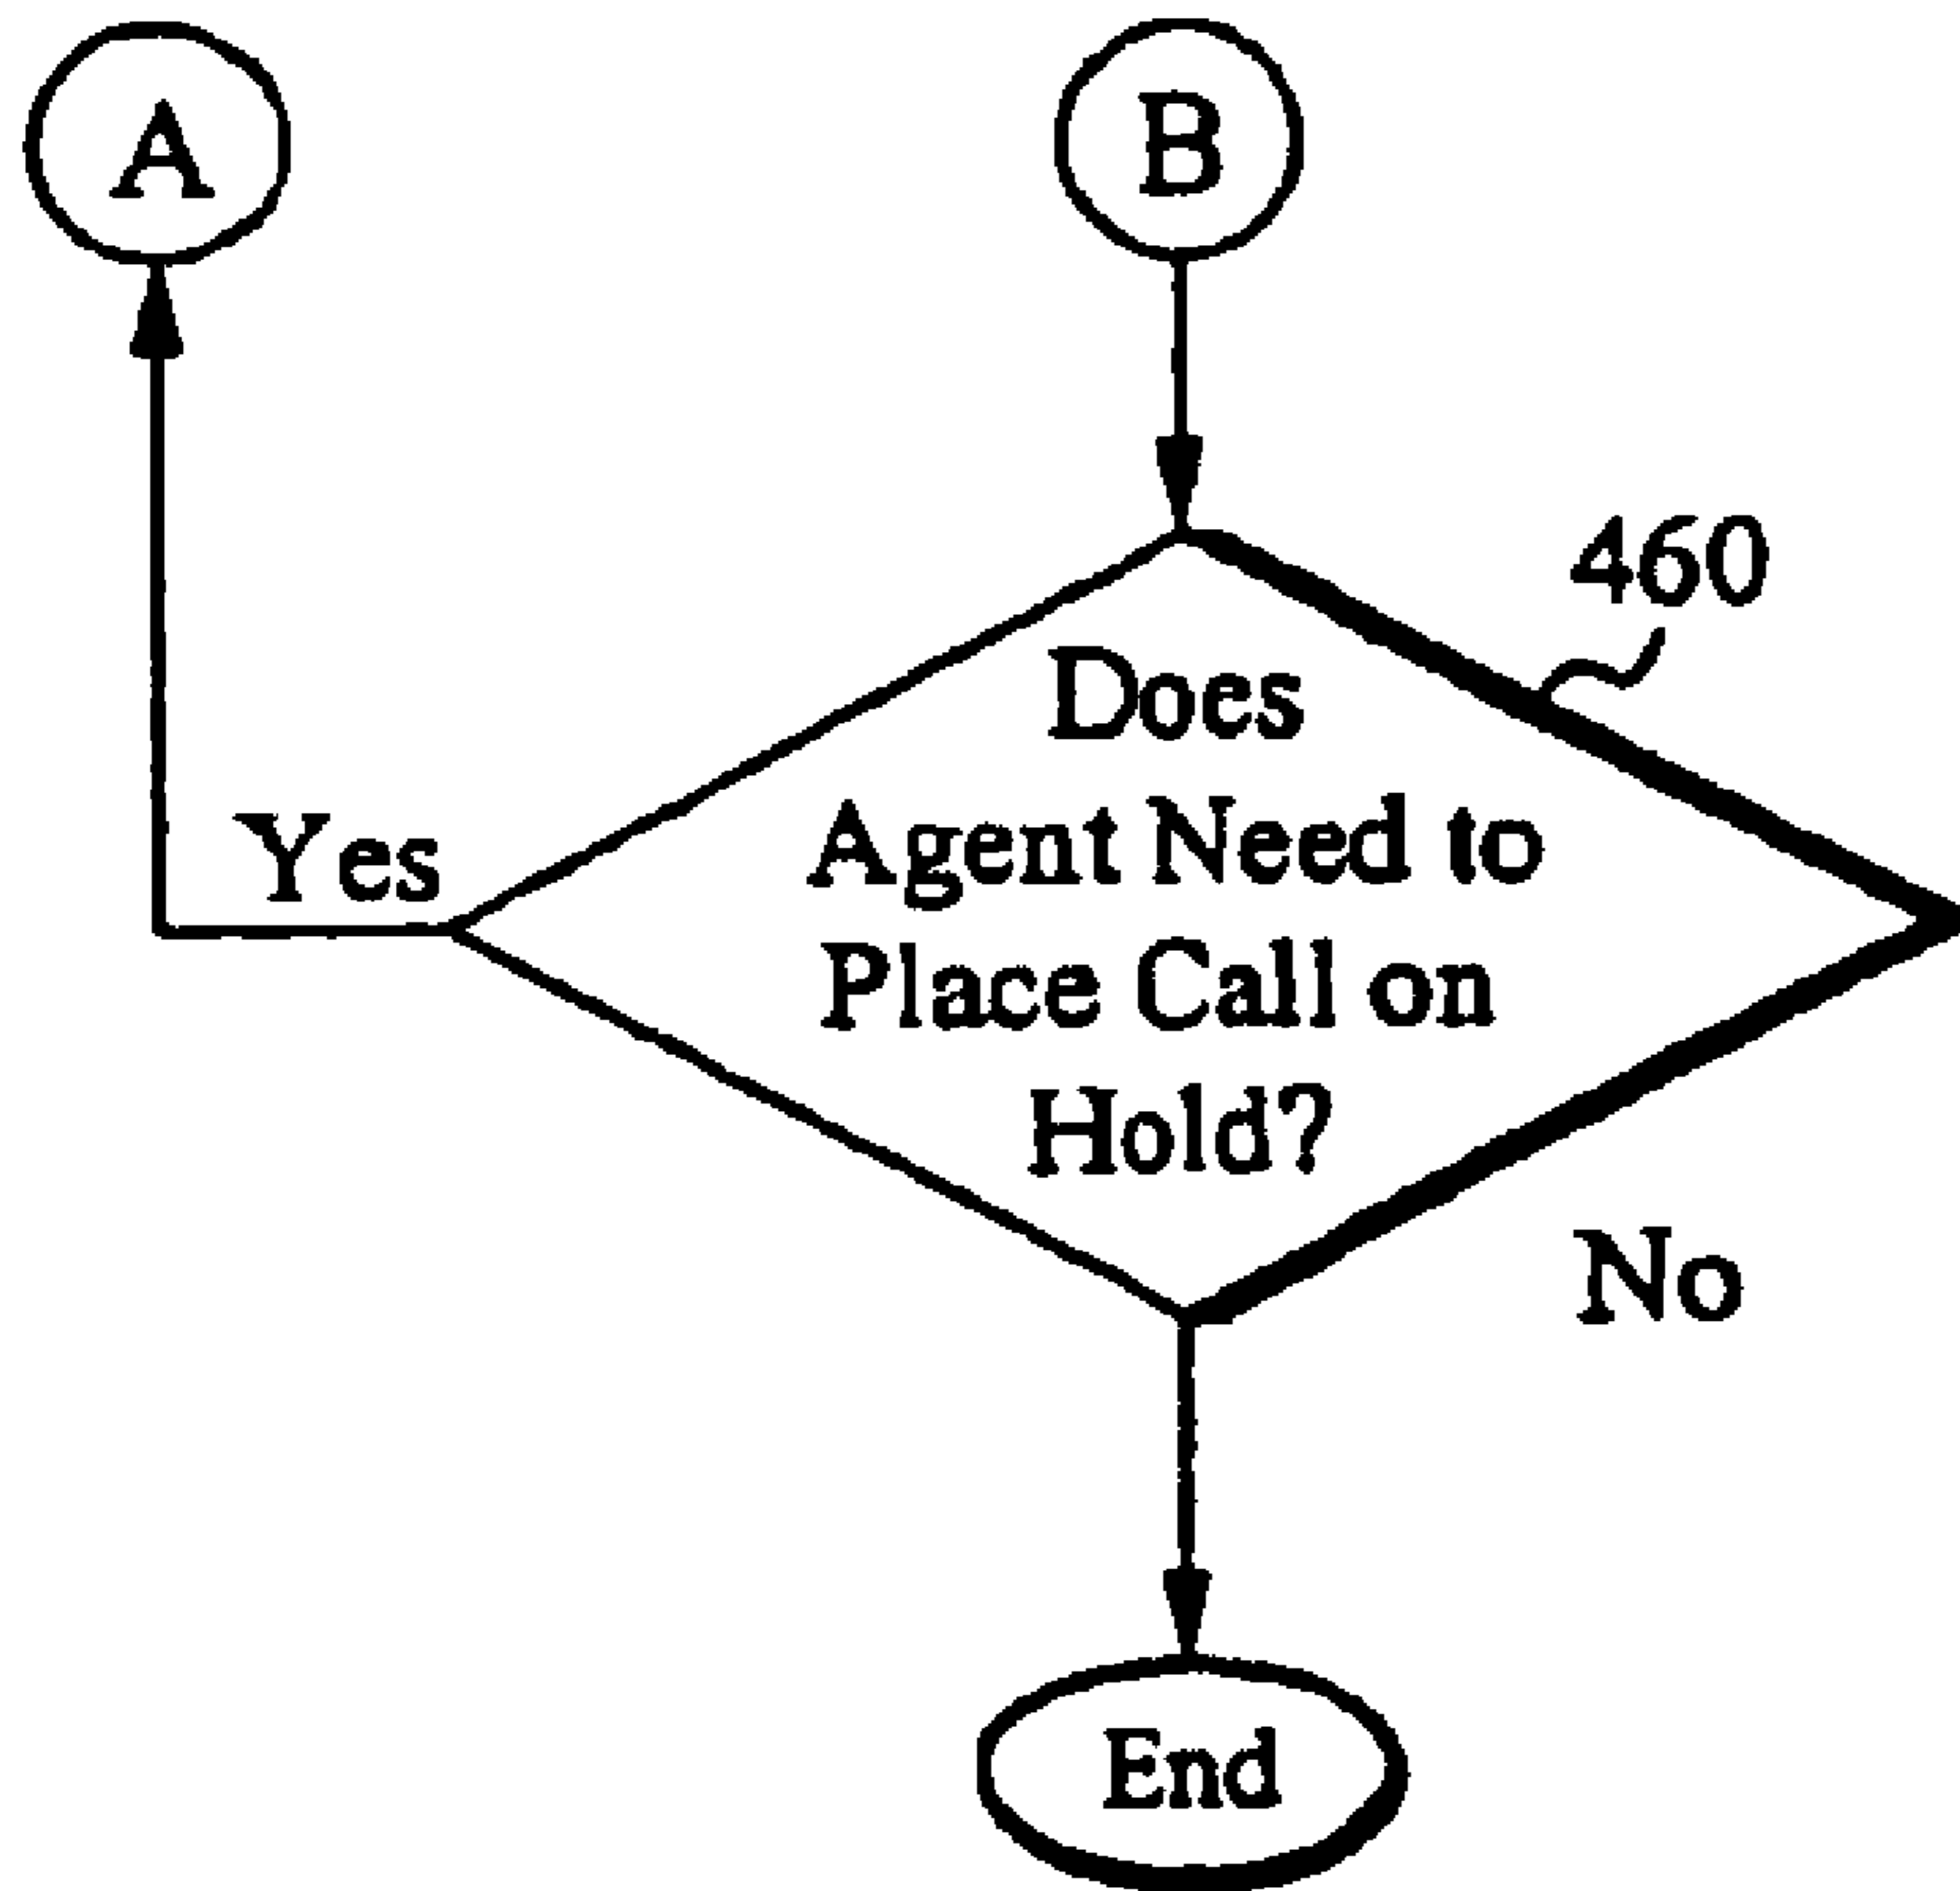 A
B
460
Does
Agent Need to
Place Call on
Hold?
Yes
No
End